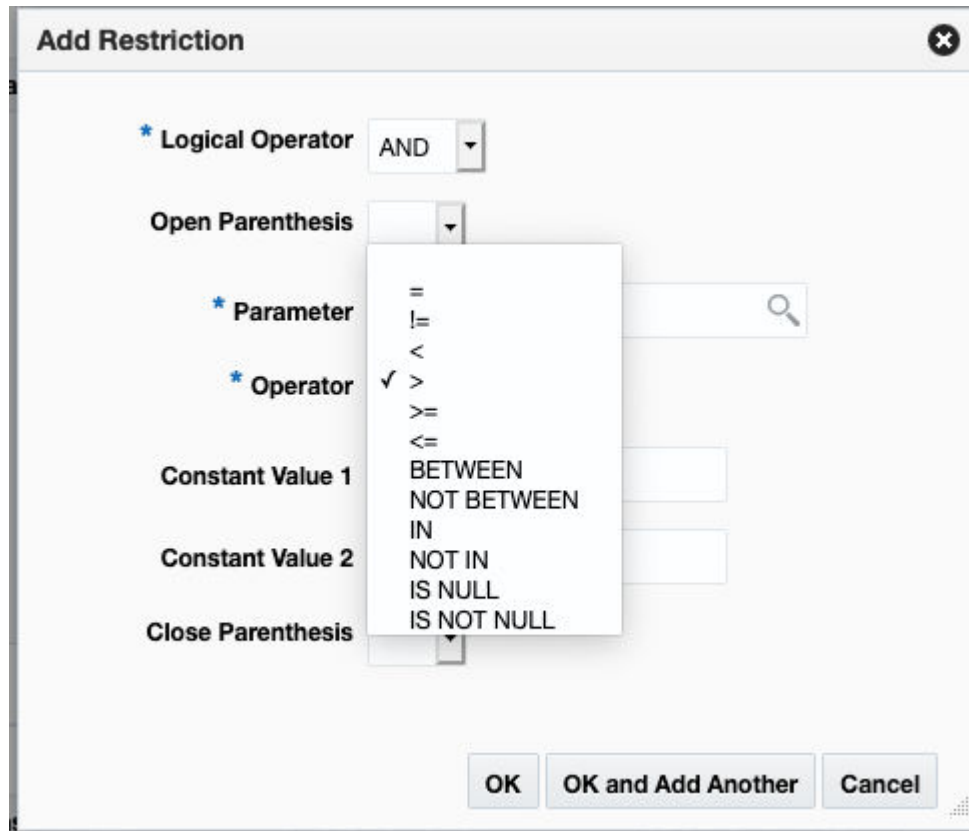 Add Restriction
* Logical Operator AND
Open Parenthesis
* Parameter
* Operator
=
!=
<
✓ >
>=
<=
BETWEEN
NOT BETWEEN
IN
NOT IN
IS NULL
IS NOT NULL
Constant Value 1
Constant Value 2
Close Parenthesis
OK OK and Add Another Cancel